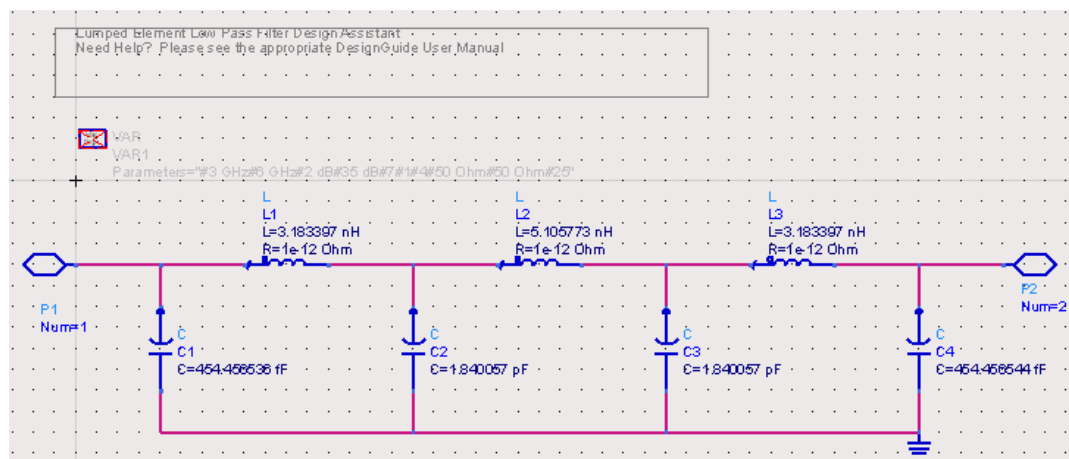 Lumped Element Low Pass Filter Design Assistant
Need Help? Please see the appropriate DesignGuide User Manual
VAR
VAR1
Parameters="#3 GHz#6 GHz#2 dB#35 dB#7#1#4#50 Ohm#50 Ohm#25"
L
L1
L=3.183397 nH
R=1e-12 Ohm
L
L2
L=5.105773 nH
R=1e-12 Ohm
L
L3
L=3.183397 nH
R=1e-12 Ohm
P1
Num=1
P2
Num=2
C
C1
C=454.456536 fF
C
C2
C=1.840057 pF
C
C3
C=1.840057 pF
C
C4
C=454.456544 fF